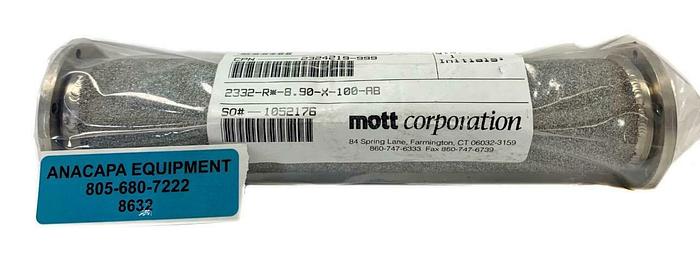 CPN 2324219-999
1
Initials:
2332-R*-8.90-X-100-AB
SO# - 1052176
mott corporation
84 Spring Lane, Farmington, CT 06032-3159
860-747-6333 Fax 860-747-6739
ANACAPA EQUIPMENT
805-680-7222
8632